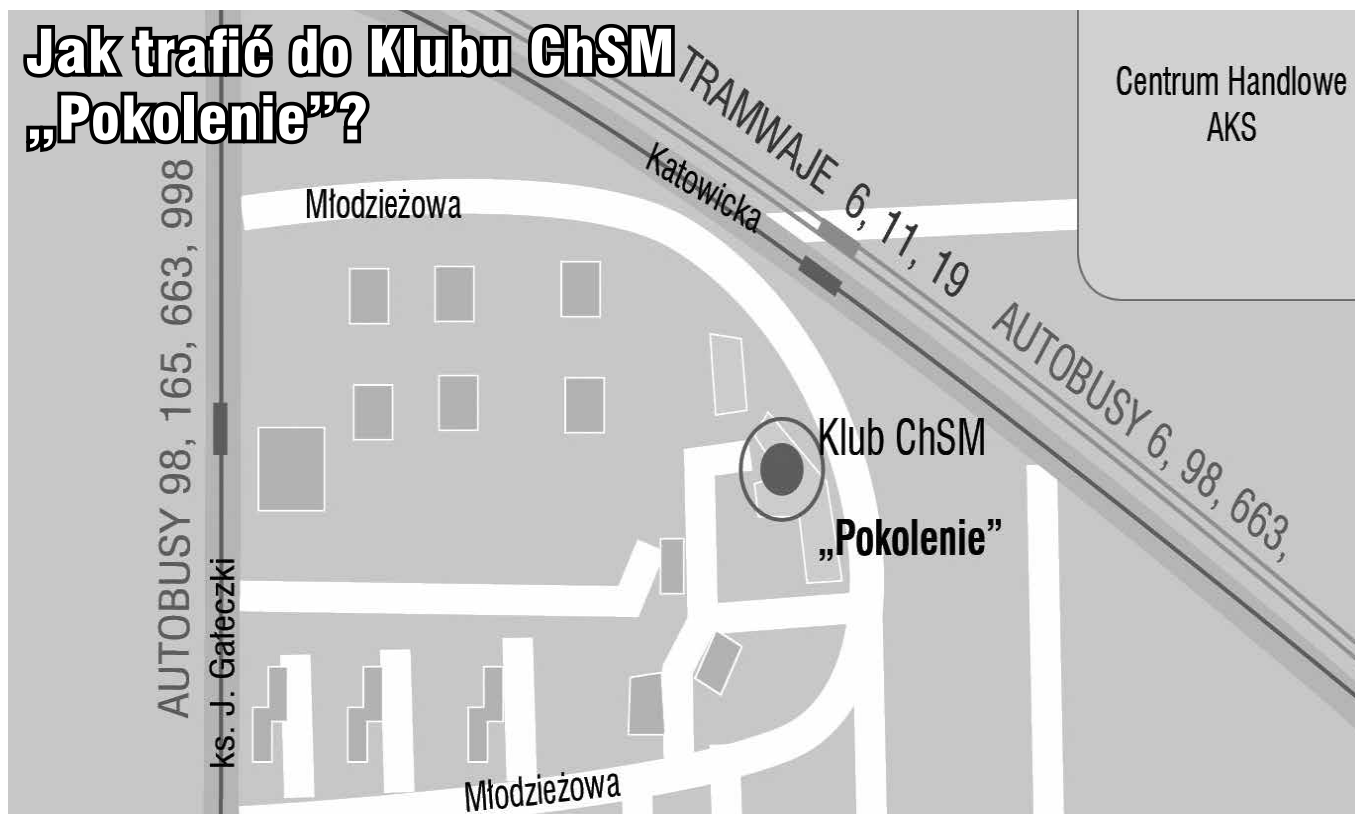 Jak trafić do Klubu ChSM
„Pokolenie”?
TRAMWAJE 6, 11, 19
Centrum Handlowe
AKS
Katowicka
Młodzieżowa
AUTOBUSY 98, 165, 663, 998
AUTOBUSY 6, 98, 663,
Klub ChSM
„Pokolenie”
ks. J. Gałeczki
Młodzieżowa